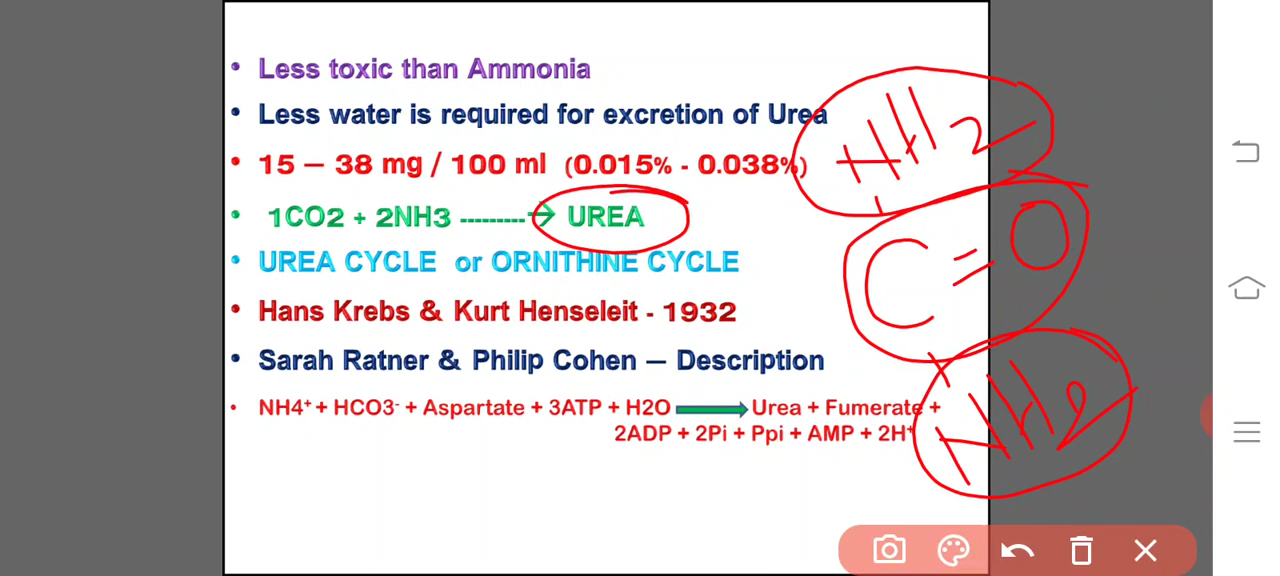 • Less toxic than Ammonia
• Less water is required for excretion of Urea
• 15 – 38 mg / 100 ml (0.015% - 0.038%)
• 1CO2 + 2NH3 ---------→ UREA
• UREA CYCLE or ORNITHINE CYCLE
• Hans Krebs & Kurt Henseleit - 1932
• Sarah Ratner & Philip Cohen – Description
• NH4⁺ + HCO3⁻ + Aspartate + 3ATP + H2O → Urea + Fumerate +
2ADP + 2Pi + Ppi + AMP + 2H⁺
NH2
C=O
NH2